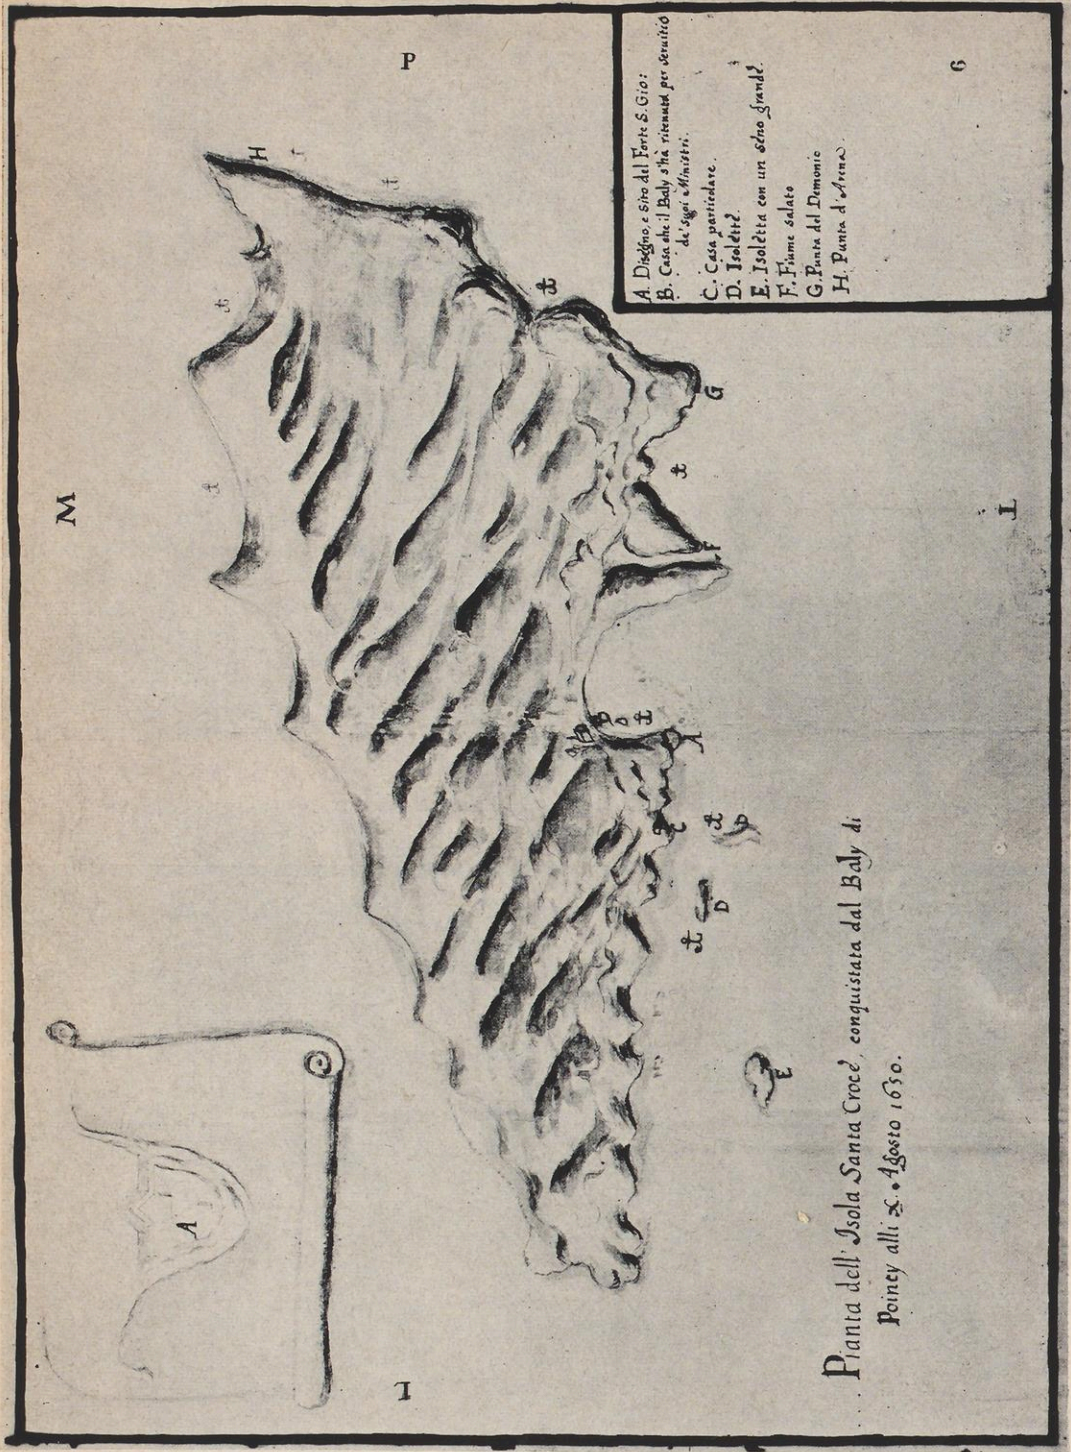 Pianta dell' Isola Santa Croce, conquistata dal Baly di
Poincy alli X. Agosto 1650.
A. Disegno, e sito del Forte S. Gio:
B. Casa che il Baly s'hà ritenuta per servitio
de' suoi Ministri.
C. Casa particolare.
D. Isolette.
E. Isoletta con un seno grande.
F. Fiume salato
G. Punta del Demonio
H. Punta d'Arena
P
M
T
I
6
A
H
G
F
B
A
C
D
D
E